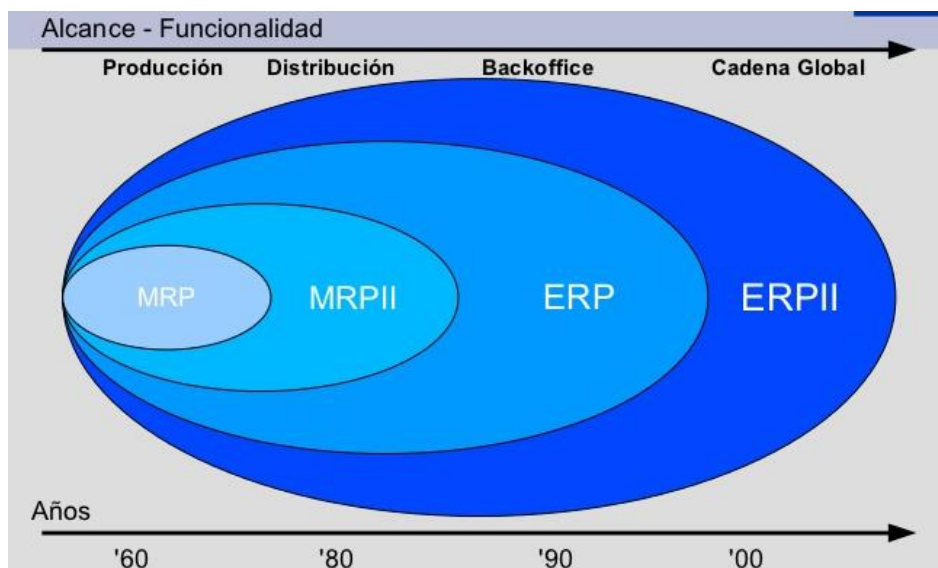 Alcance - Funcionalidad
Producción Distribución Backoffice Cadena Global
MRP MRPII ERP ERPII
Años
'60 '80 '90 '00